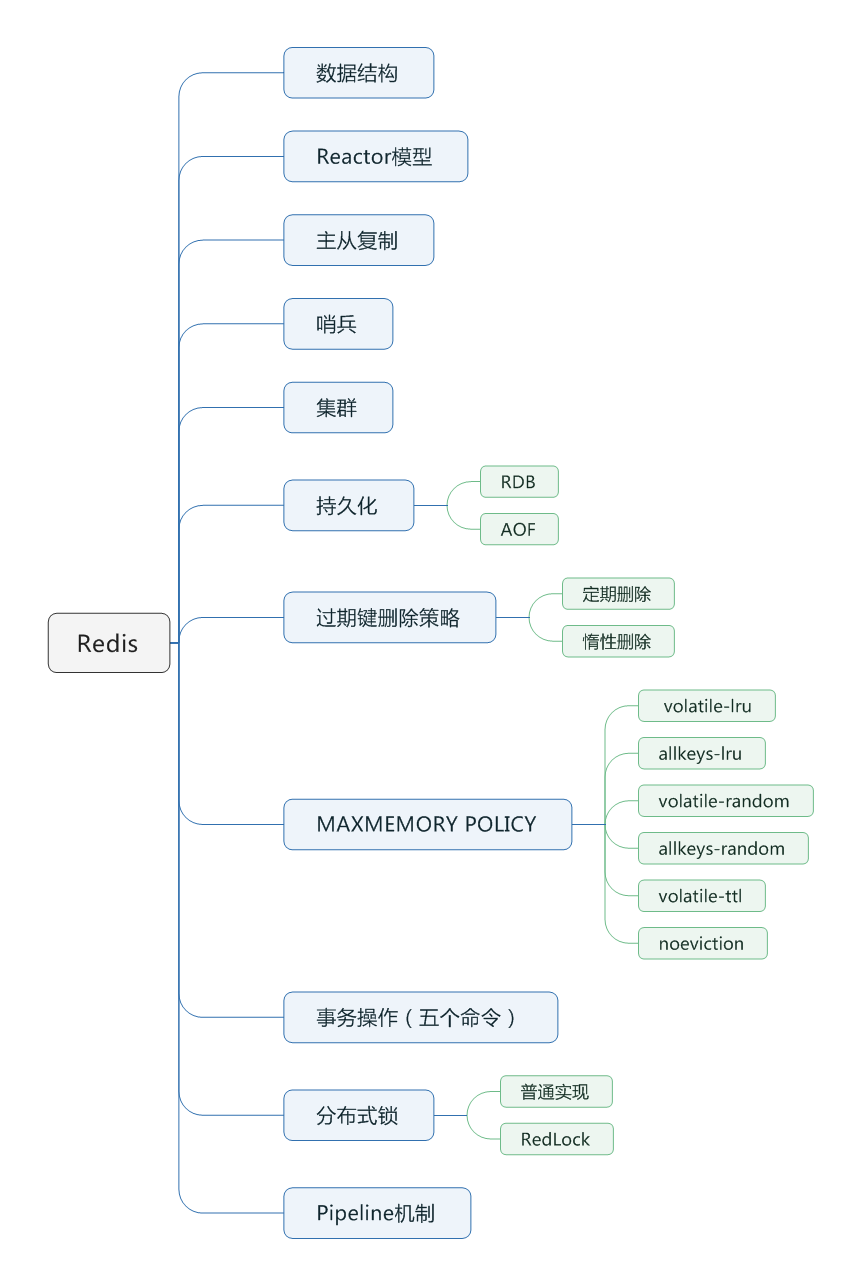 数据结构
Reactor模型
主从复制
哨兵
集群
持久化
RDB
AOF
过期键删除策略
定期删除
惰性删除
Redis
MAXMEMORY POLICY
volatile-lru
allkeys-lru
volatile-random
allkeys-random
volatile-ttl
noeviction
事务操作（五个命令）
分布式锁
普通实现
RedLock
Pipeline机制